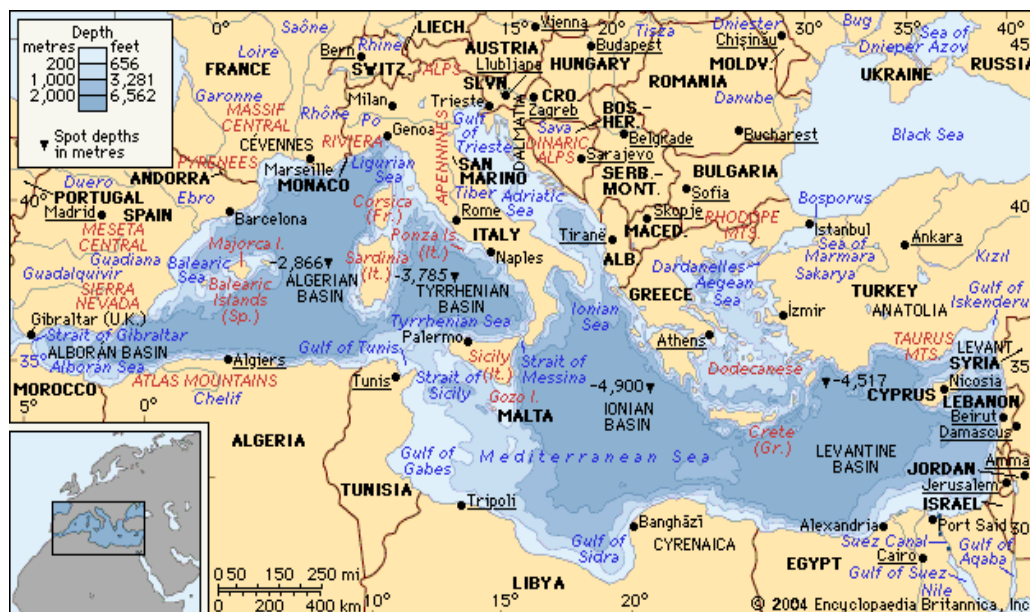 Depth
metres feet
200 656
1,000 3,281
2,000 6,562
▼ Spot depths
in metres
0°
5°
10°
15°
20°
25°
30°
35°
45°
40°
35°
40°
35°
30°
5°
0°
10°
15°
20°
Saône
Loire
FRANCE
Garonne
Rhône
MASSIF
CENTRAL
CÉVENNES
PYRENEES
ANDORRA
Marseille
MONACO
Bern
Rhine
LIECH.
SWITZ.
ALPS
AUSTRIA
Vienna
Llubljana
SLVN
Budapest
HUNGARY
Tisza
Dniester
Chişinău
MOLDV.
Bug
Dnieper
Sea of
Azov
UKRAINE
RUSSIA
ROMANIA
Danube
Bucharest
Black Sea
Milan
Po
Trieste
Gulf of
Trieste
CRO.
Zagreb
BOS.-
HER.
DALMATIA
Sava
DINARIC
ALPS
Belgrade
Sarajevo
SERB.-
MONT.
BULGARIA
Sofia
Skopje
MACED.
RHODOPE
MTS.
Genoa
RIVIERA
Ligurian
Sea
APENNINES
SAN
MARINO
Tiber
Adriatic
Sea
Corsica
(Fr.)
Rome
ITALY
Ponza Is.
(It.)
Naples
Sardinia
(It.)
Tiranë
ALB.
GREECE
Dardanelles
Aegean
Sea
Bosporus
Istanbul
Sea of
Marmara
Sakarya
Ankara
Kızıl
TURKEY
ANATOLIA
İzmir
Gulf of
Iskenderu
TAURUS
MTS.
Duero
PORTUGAL
Madrid
SPAIN
Ebro
MESETA
CENTRAL
Guadiana
Guadalquivir
SIERRA
NEVADA
Barcelona
Majorca I.
Balearic
Sea
Balearic
Islands
(Sp.)
-2,866▼
ALGERIAN
BASIN
-3,785▼
TYRRHENIAN
BASIN
Tyrrhenian Sea
Ionian
Sea
Gibraltar (U.K.)
Strait of Gibraltar
ALBORÁN BASIN
Alborán Sea
MOROCCO
Algiers
ATLAS MOUNTAINS
Chelif
ALGERIA
Gulf of Tunis
Tunis
Palermo
Strait of
Sicily
Sicily
(It.)
Gozo I.
MALTA
Strait of
Messina
-4,900▼
IONIAN
BASIN
Athens
Dodecanese
Crete
(Gr.)
▼-4,517
LEVANTINE
BASIN
LEVANT
SYRIA
CYPRUS
Nicosia
LEBANON
Beirut
Damascus
Amma
JORDAN
Jerusalem
ISRAEL
Mediterranean Sea
Gulf of
Gabes
TUNISIA
Tripoli
Gulf of
Sidra
Banghāzī
CYRENAICA
LIBYA
EGYPT
Alexandria
Port Said
Suez Canal
Cairo
Gulf of Suez
Nile
Gulf of
Aqaba
0 50 150 250 mi
0 200 400 km
© 2004 Encyclopaedia Britannica, Inc